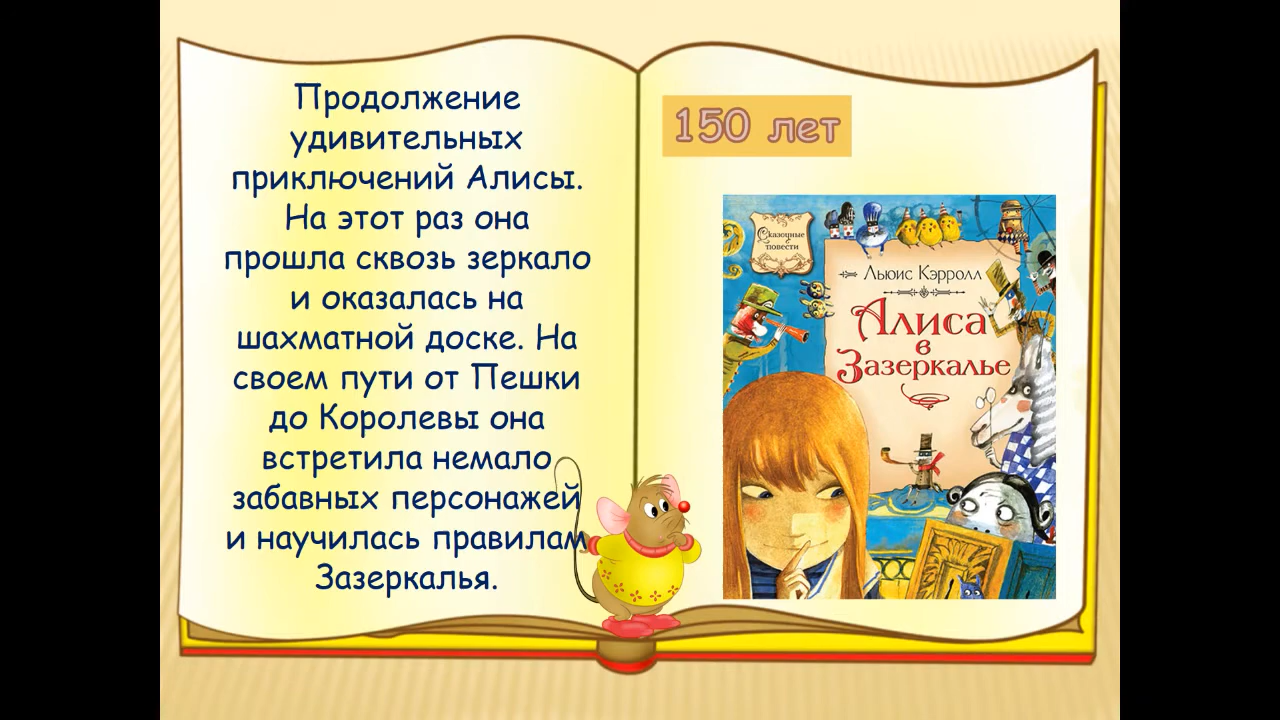 Продолжение
удивительных
приключений Алисы.
На этот раз она
прошла сквозь зеркало
и оказалась на
шахматной доске. На
своем пути от Пешки
до Королевы она
встретила немало
забавных персонажей
и научилась правилам
Зазеркалья.
150 лет
Сказочные
повести
Льюис Кэрролл
Алиса
в
Зазеркалье